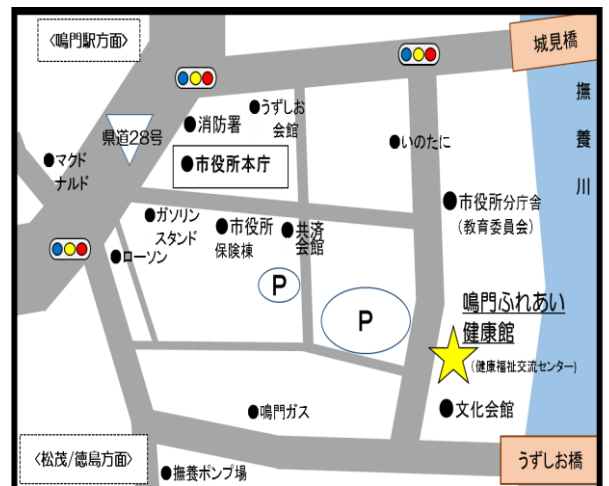 〈鳴門駅方面〉
城見橋
撫養川
うずしお
会館
消防署
県道28号
いのたに
マクド
ナルド
市役所本庁
市役所分庁舎
(教育委員会)
ガソリン
スタンド
市役所
保険棟
共済
会館
ローソン
P
P
鳴門ふれあい
健康館
(健康福祉交流センター)
鳴門ガス
文化会館
〈松茂/徳島方面〉
うずしお橋
撫養ポンプ場